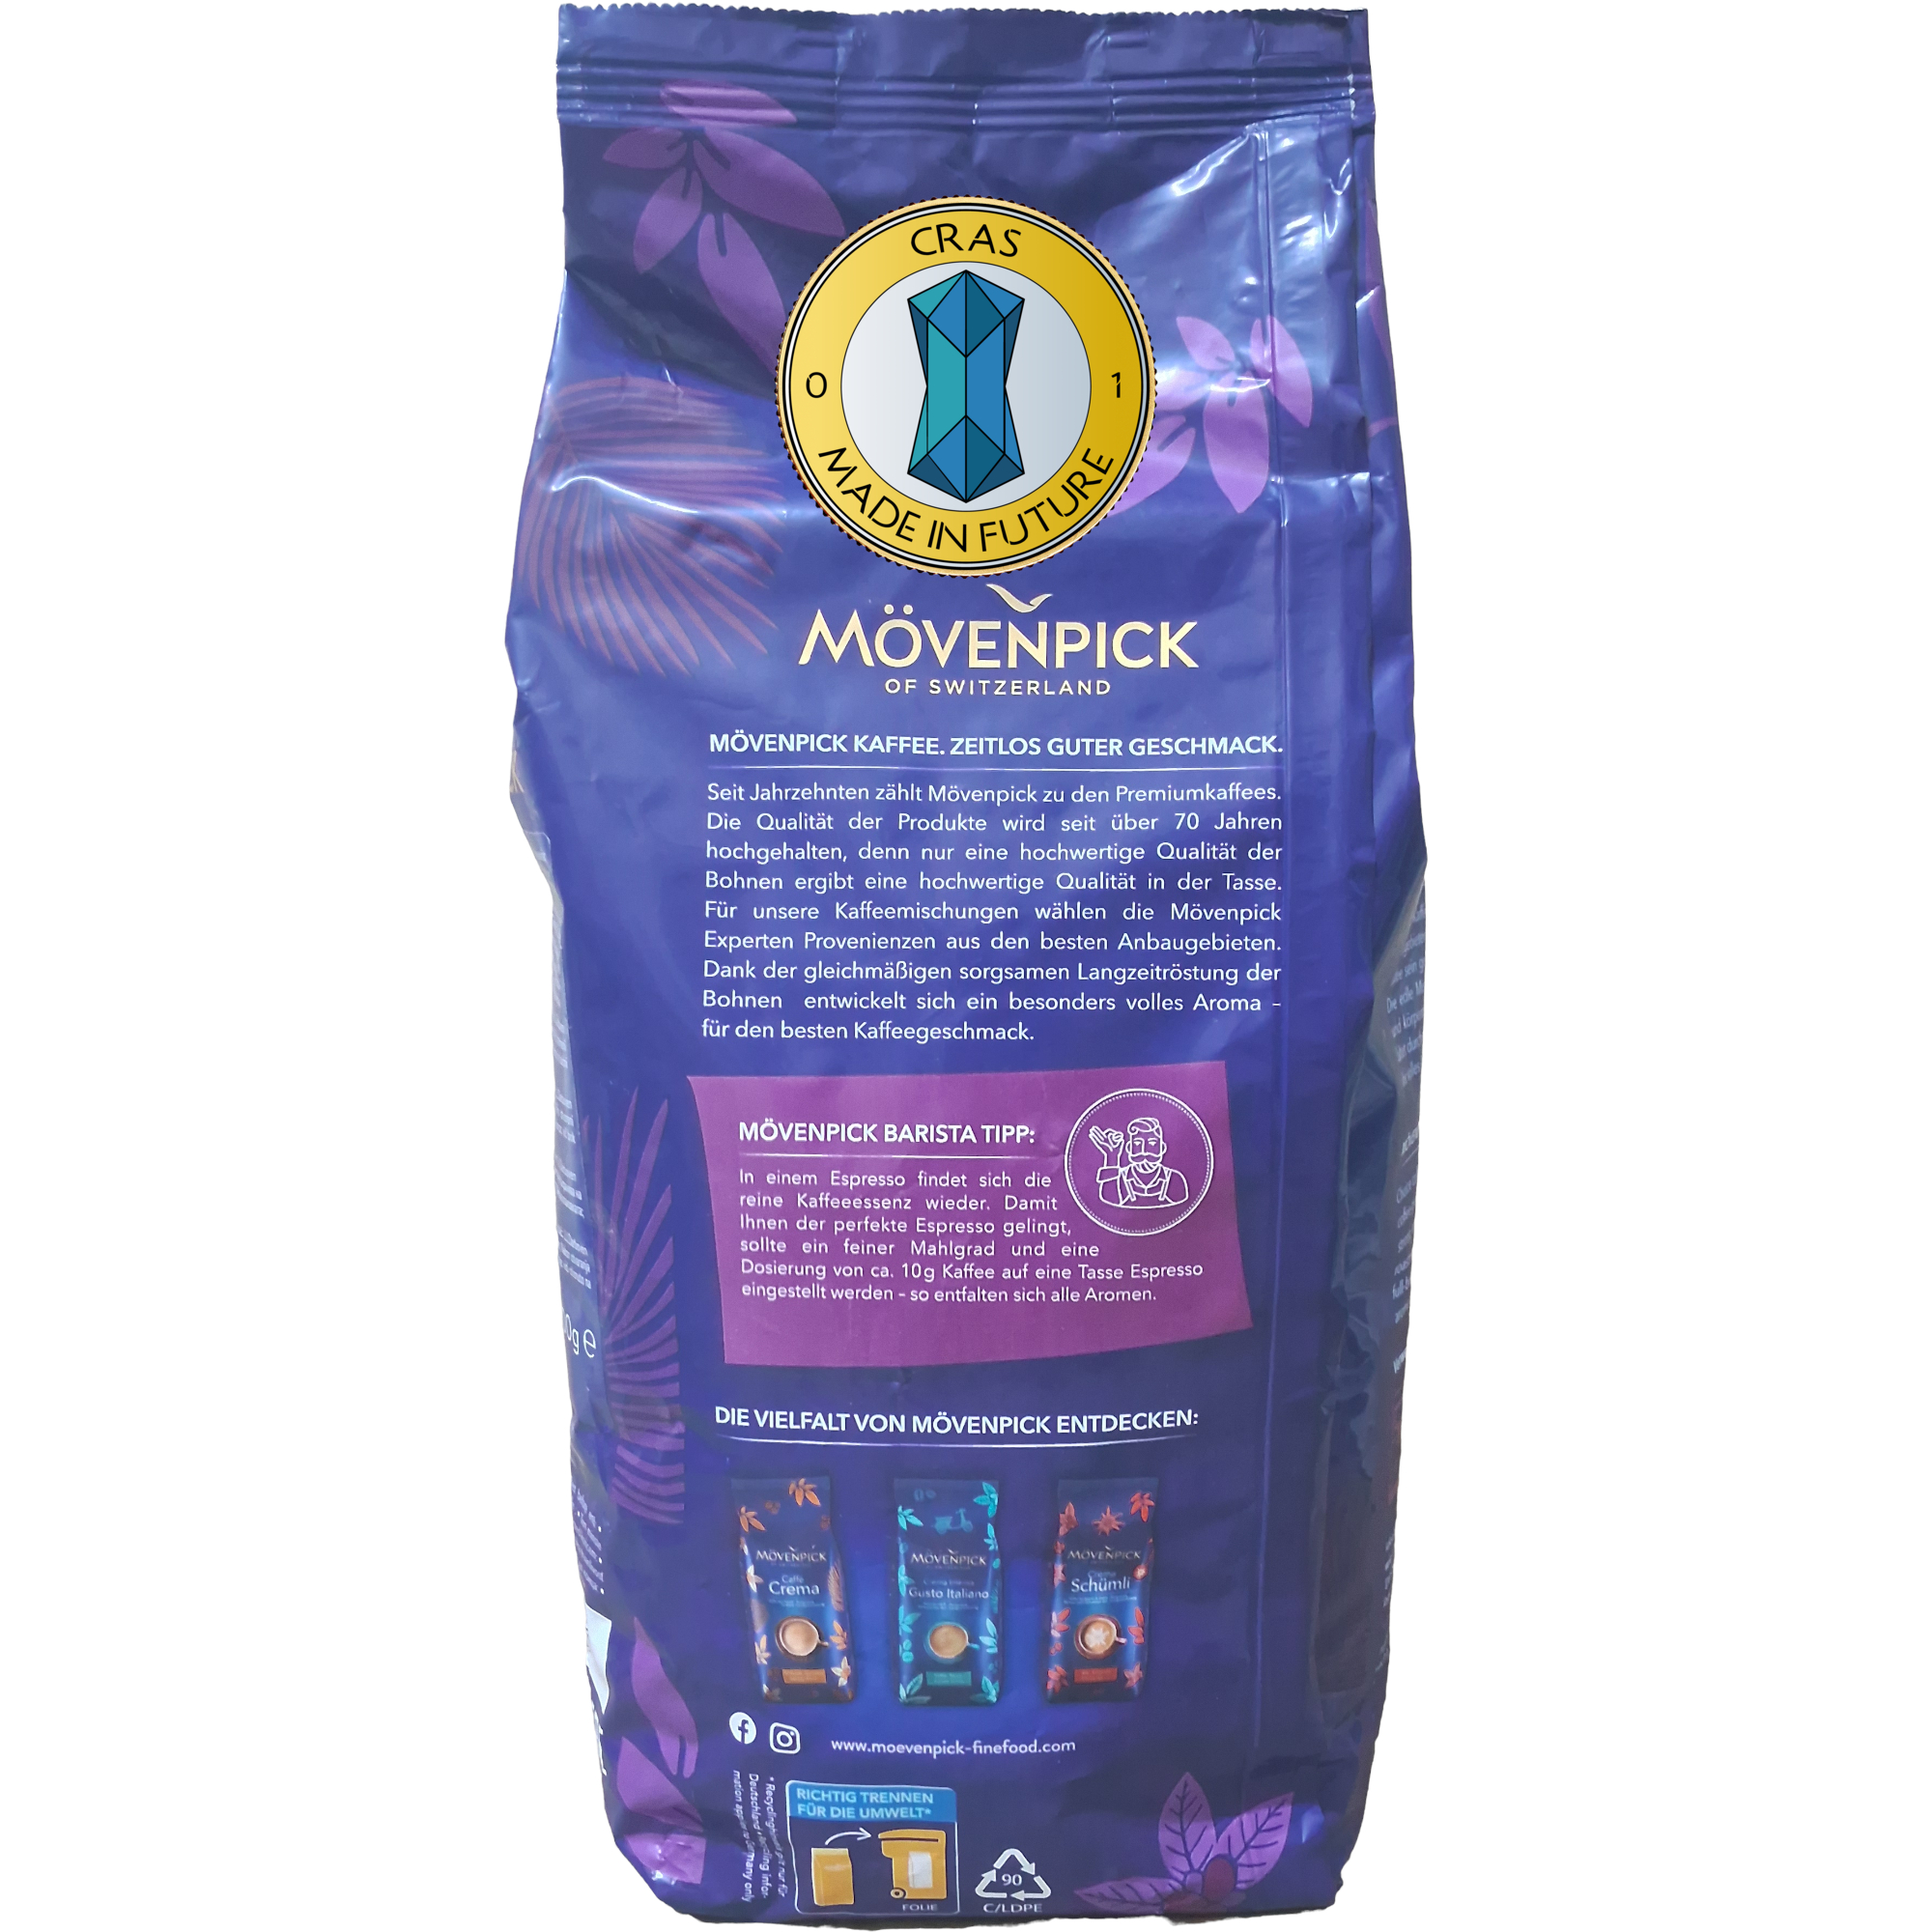 CRAS
0 1
MADE IN FUTURE
MÖVENPICK
OF SWITZERLAND
MÖVENPICK KAFFEE. ZEITLOS GUTER GESCHMACK.
Seit Jahrzehnten zählt Mövenpick zu den Premiumkaffees.
Die Qualität der Produkte wird seit über 70 Jahren
hochgehalten, denn nur eine hochwertige Qualität der
Bohnen ergibt eine hochwertige Qualität in der Tasse.
Für unsere Kaffeemischungen wählen die Mövenpick
Experten Provenienzen aus den besten Anbaugebieten.
Dank der gleichmäßigen sorgsamen Langzeitröstung der
Bohnen entwickelt sich ein besonders volles Aroma –
für den besten Kaffeegeschmack.
MÖVENPICK BARISTA TIPP:
In einem Espresso findet sich die
reine Kaffeeessenz wieder. Damit
Ihnen der perfekte Espresso gelingt,
sollte ein feiner Mahlgrad und eine
Dosierung von ca. 10g Kaffee auf eine Tasse Espresso
eingestellt werden – so entfalten sich alle Aromen.
0g e
DIE VIELFALT VON MÖVENPICK ENTDECKEN:
MÖVENPICK
Caffè
Crema
MÖVENPICK
Gusto Italiano
MÖVENPICK
Schümli
www.moevenpick-finefood.com
RICHTIG TRENNEN
FÜR DIE UMWELT*
FOLIE
90
C/LDPE